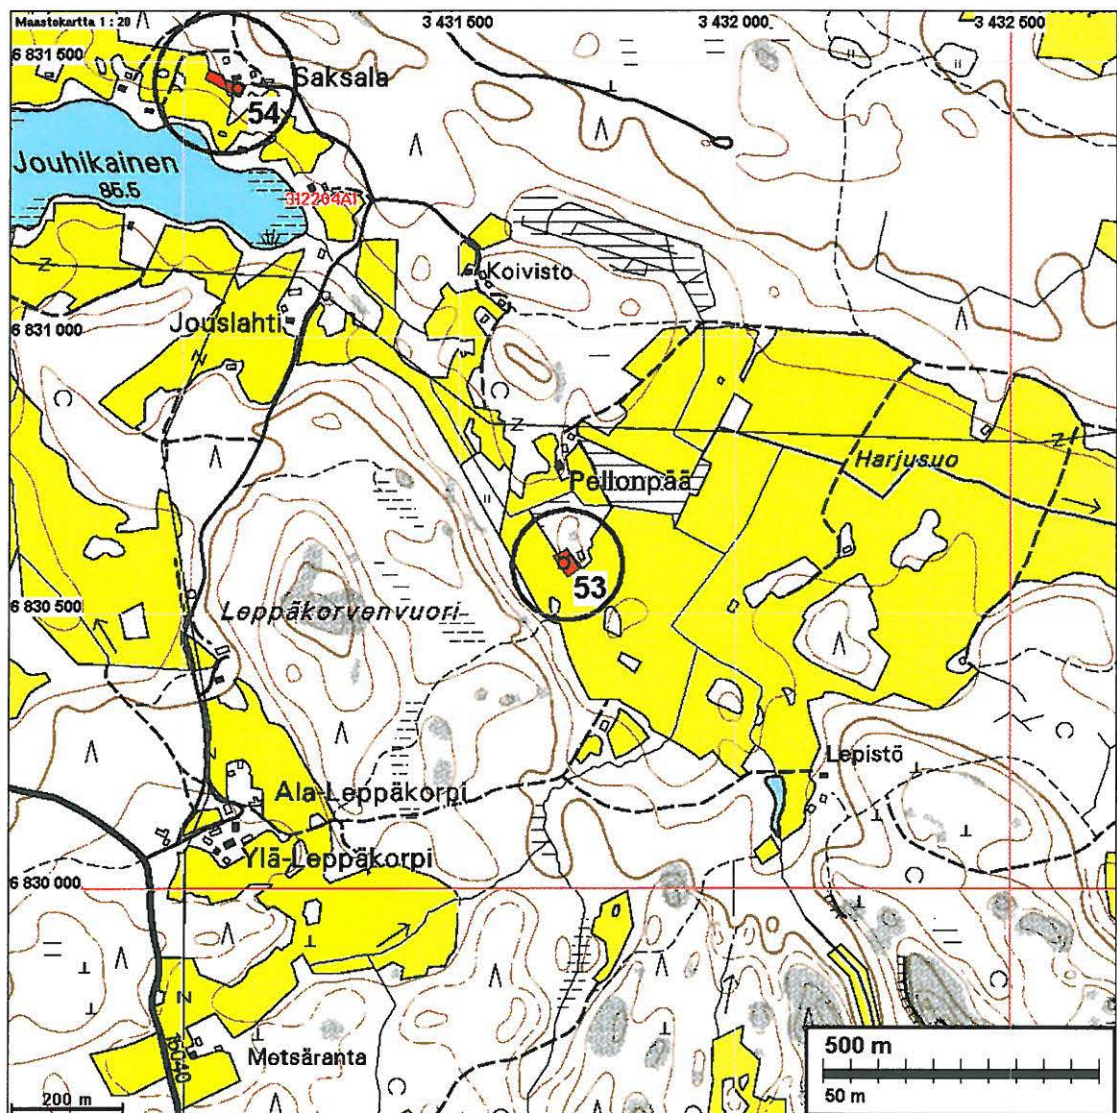 Maastokartta 1 : 20
3 431 500
3 432 000
3 432 500
6 831 500
Saksala
54
Jouhikainen
85.5
312204A1
Z
Koivisto
Jouslahti
6 831 000
N
Z
Z
Harjusuo
Pellonpää
53
6 830 500
Leppäkorvenvuori
N
Lepistö
Ala-Leppäkorpi
Ylä-Leppäkorpi
6 830 000
Z
15040
Metsäranta
500 m
50 m
200 m